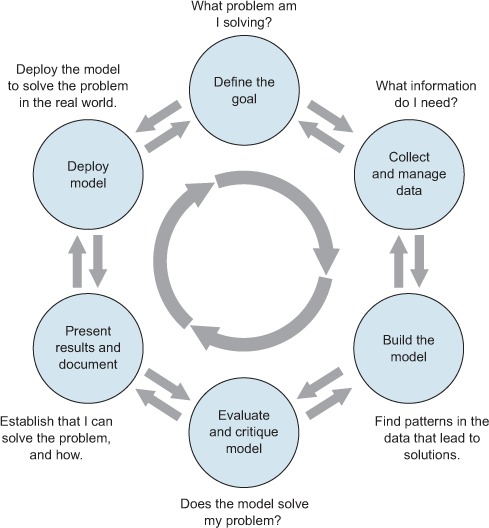 What problem am
I solving?
Define the
goal
What information
do I need?
Collect
and manage
data
Build the
model
Find patterns in the
data that lead to
solutions.
Evaluate
and critique
model
Does the model solve
my problem?
Present
results and
document
Establish that I can
solve the problem,
and how.
Deploy
model
Deploy the model
to solve the problem
in the real world.